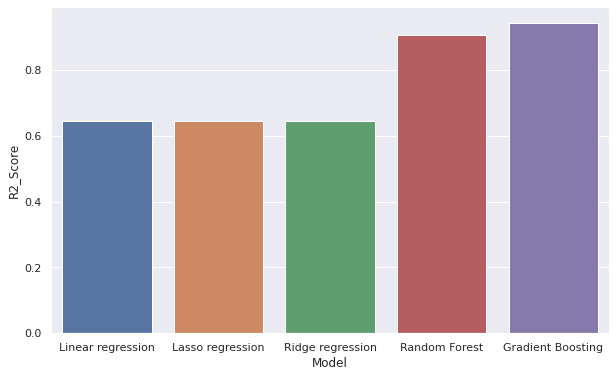 R2_Score
0.8
0.6
0.4
0.2
0.0
Linear regression
Lasso regression
Ridge regression
Random Forest
Gradient Boosting
Model